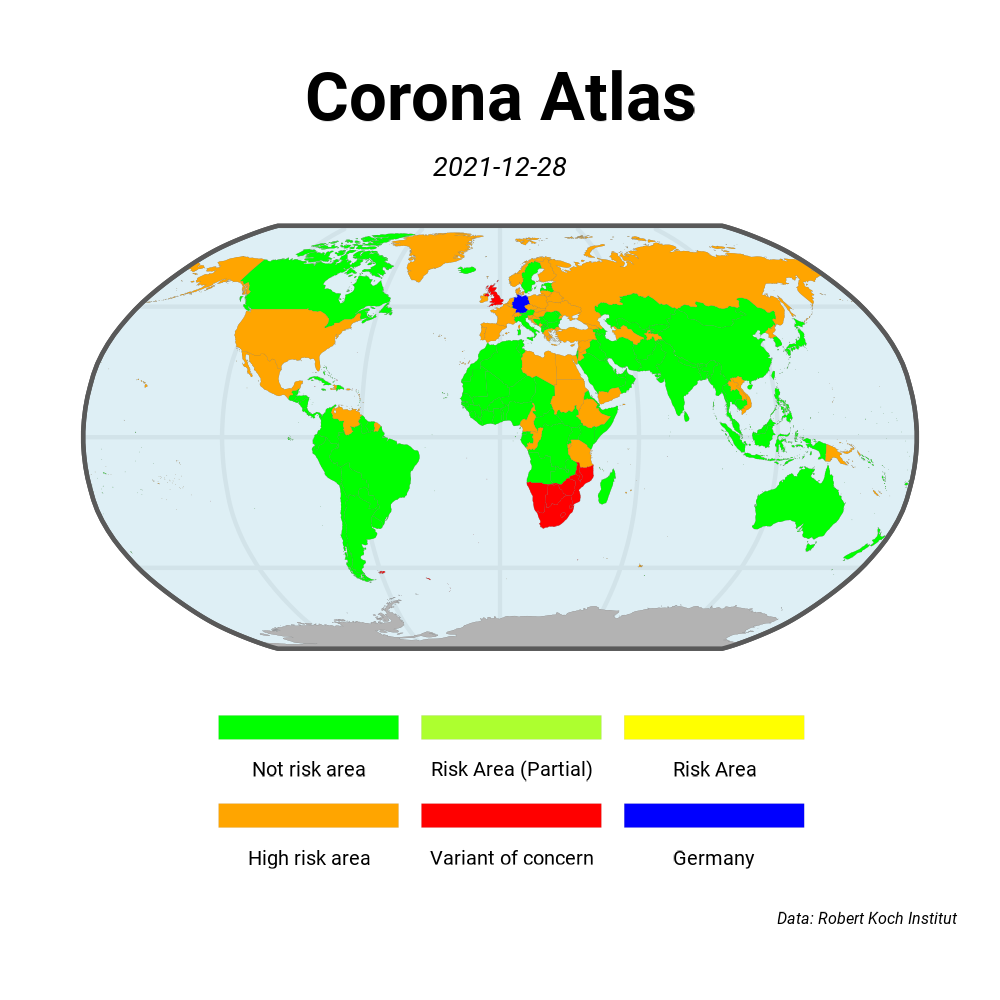 Corona Atlas
2021-12-28
Not risk area
Risk Area (Partial)
Risk Area
High risk area
Variant of concern
Germany
Data: Robert Koch Institut